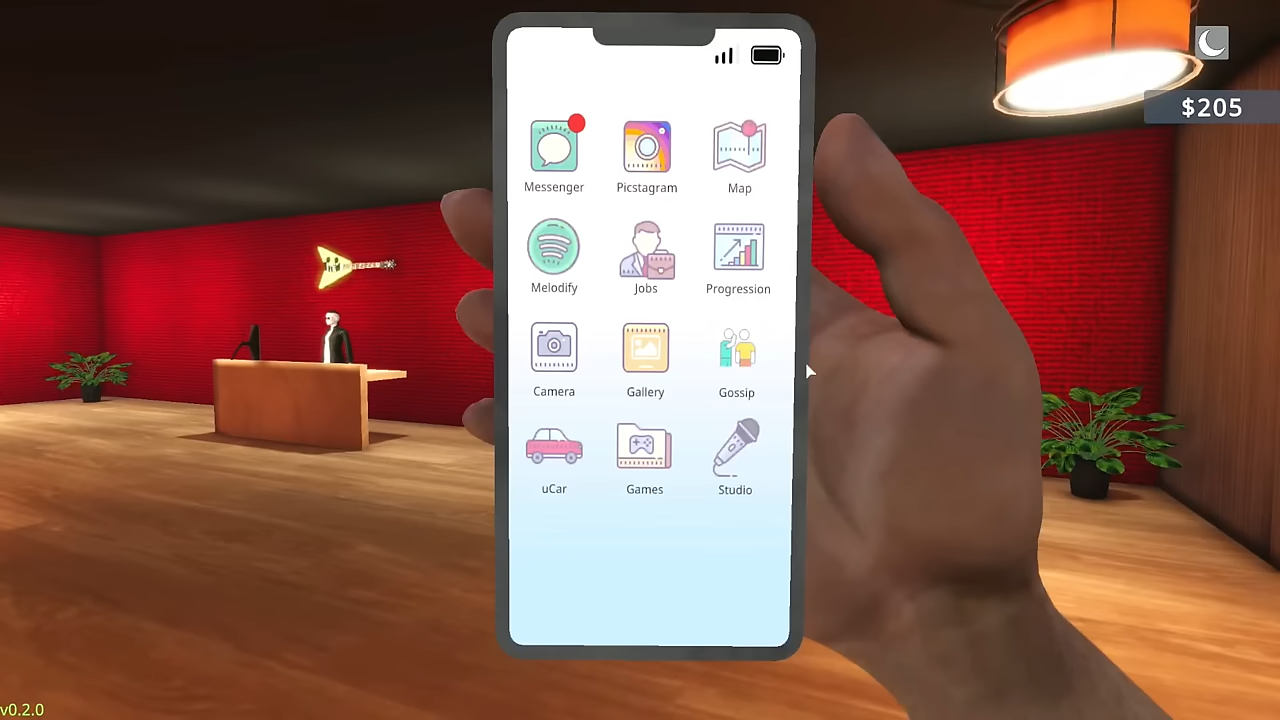 $205
Messenger Picstagram Map
Melodify Jobs Progression
Camera Gallery Gossip
uCar Games Studio
v0.2.0